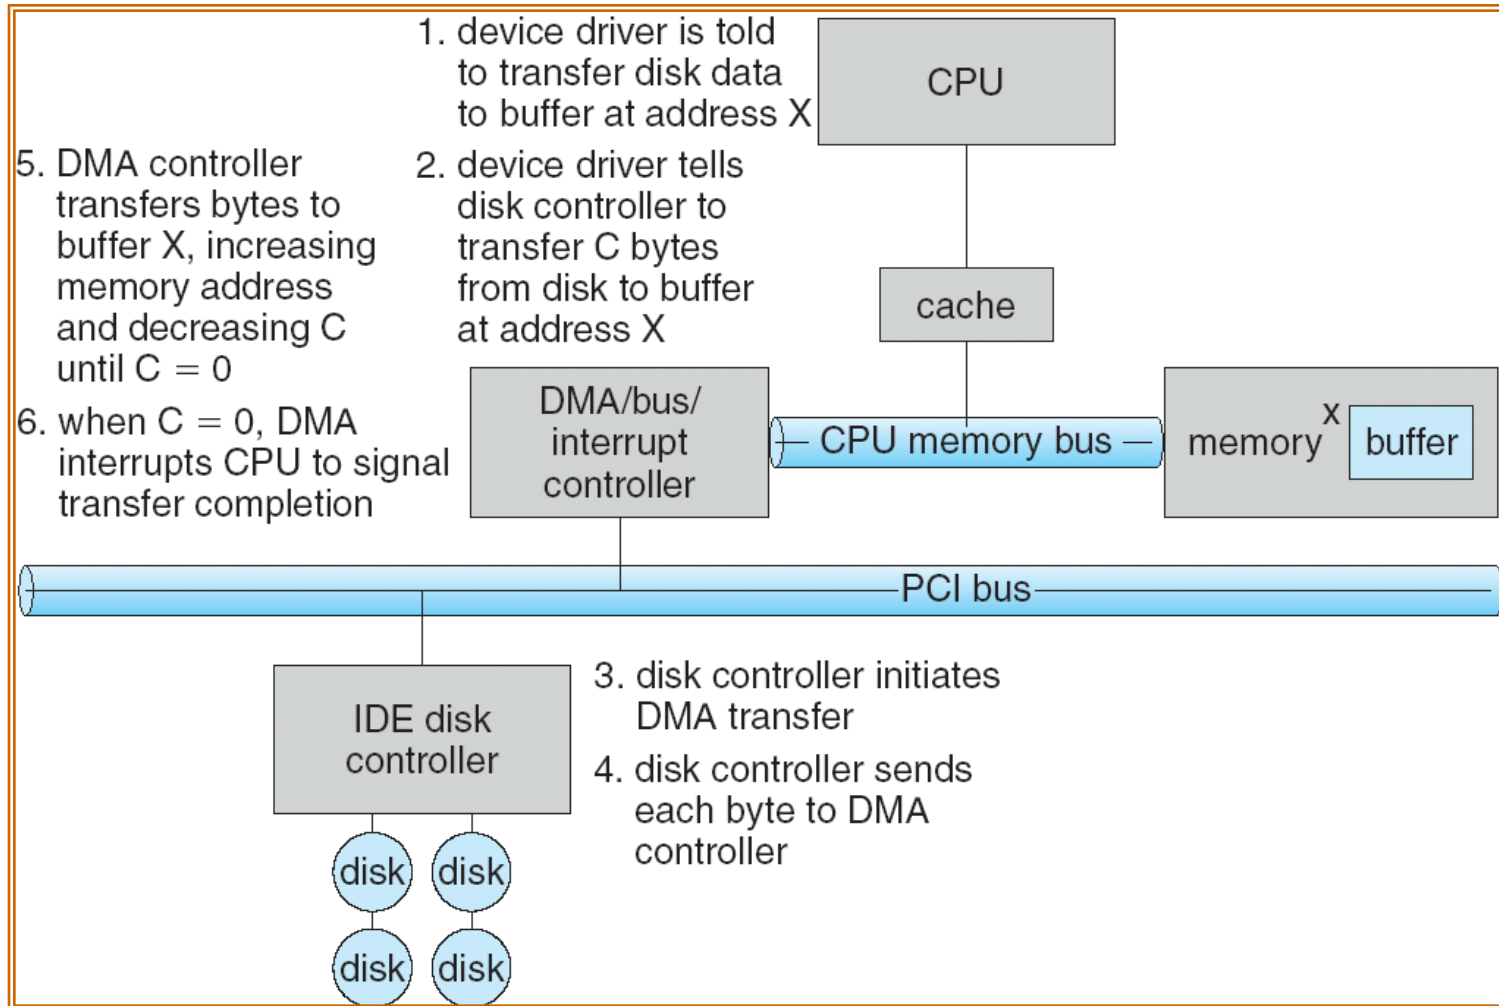 1. device driver is told
to transfer disk data
to buffer at address X
CPU
5. DMA controller
transfers bytes to
buffer X, increasing
memory address
and decreasing C
until C = 0
2. device driver tells
disk controller to
transfer C bytes
from disk to buffer
at address X
cache
DMA/bus/
interrupt
controller
CPU memory bus
memory
X
buffer
6. when C = 0, DMA
interrupts CPU to signal
transfer completion
PCI bus
IDE disk
controller
3. disk controller initiates
DMA transfer
4. disk controller sends
each byte to DMA
controller
disk
disk
disk
disk